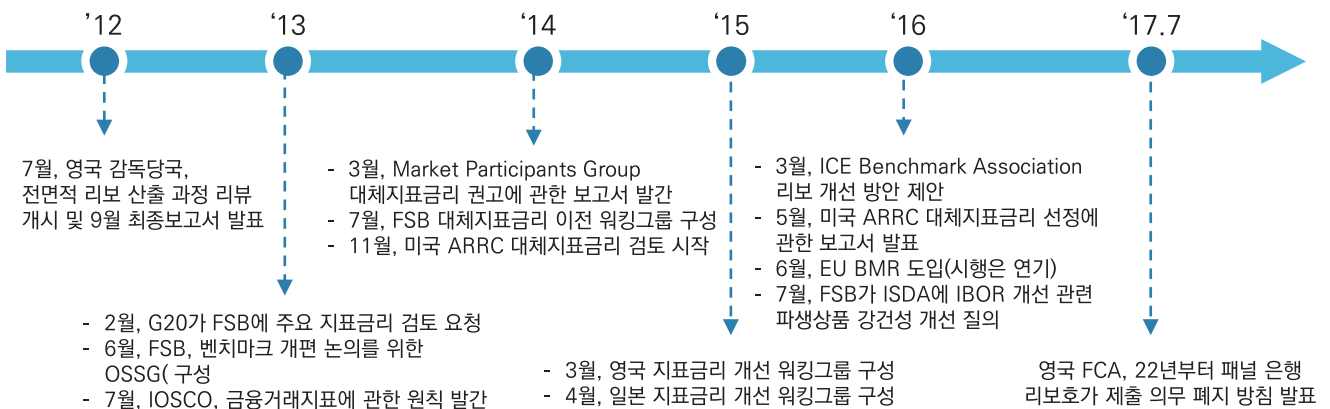 '12
'13
'14
'15
'16
'17.7
7월, 영국 감독당국,
전면적 리보 산출 과정 리뷰
개시 및 9월 최종보고서 발표
- 2월, G20가 FSB에 주요 지표금리 검토 요청
- 6월, FSB, 벤치마크 개편 논의를 위한
OSSG( 구성
- 7월, IOSCO, 금융거래지표에 관한 원칙 발간
- 3월, Market Participants Group
대체지표금리 권고에 관한 보고서 발간
- 7월, FSB 대체지표금리 이전 워킹그룹 구성
- 11월, 미국 ARRC 대체지표금리 검토 시작
- 3월, 영국 지표금리 개선 워킹그룹 구성
- 4월, 일본 지표금리 개선 워킹그룹 구성
- 3월, ICE Benchmark Association
리보 개선 방안 제안
- 5월, 미국 ARRC 대체지표금리 선정에
관한 보고서 발표
- 6월, EU BMR 도입(시행은 연기)
- 7월, FSB가 ISDA에 IBOR 개선 관련
파생상품 강건성 개선 질의
영국 FCA, 22년부터 패널 은행
리보호가 제출 의무 폐지 방침 발표